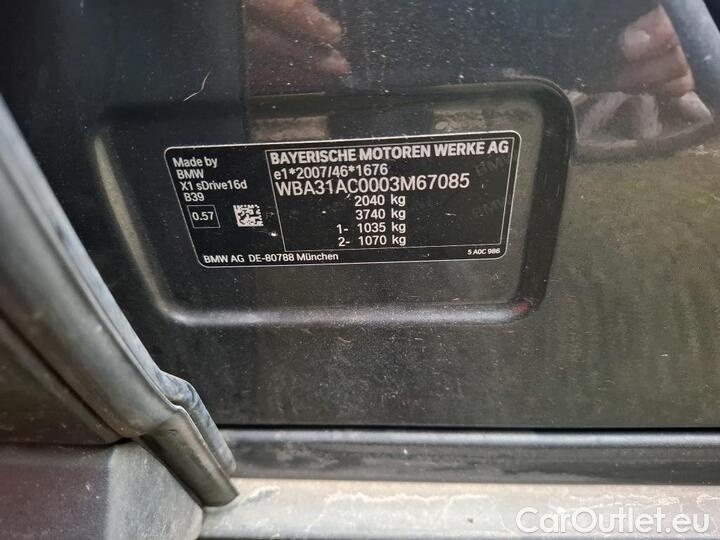 BAYERISCHE MOTOREN WERKE AG
Made by
BMW
X1 sDrive16d
B39
0.57
e1*2007/46*1676
WBA31AC0003M67085
2040 kg
3740 kg
1- 1035 kg
2- 1070 kg
BMW AG DE-80788 München
5 A0C 986
CarOutlet.eu